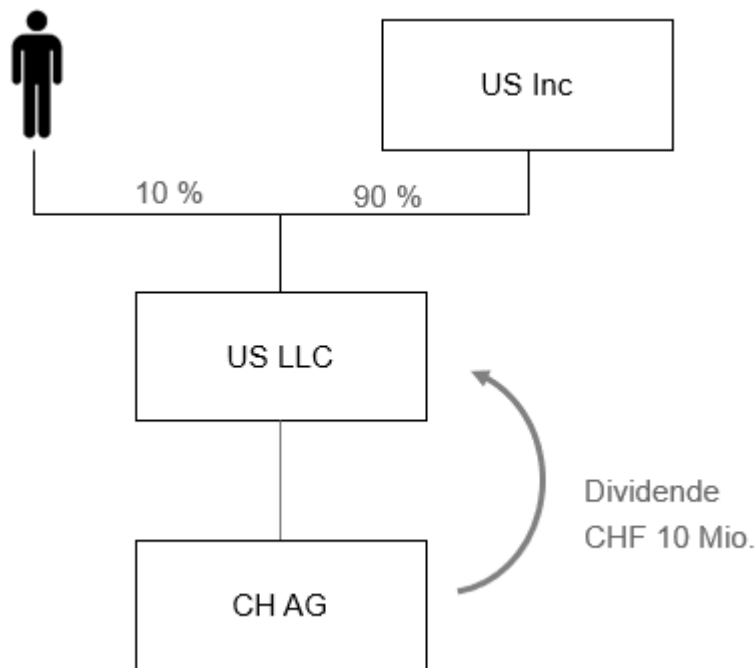 US Inc
10 %
90 %
US LLC
Dividende
CHF 10 Mio.
CH AG